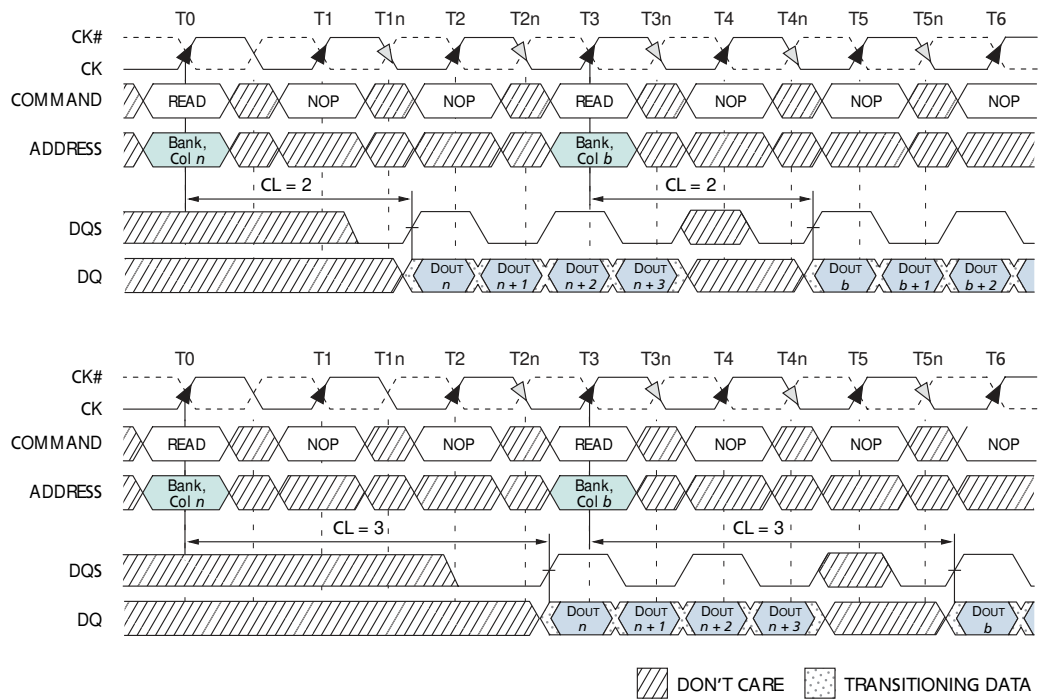 T0 T1 T1n T2 T2n T3 T3n T4 T4n T5 T5n T6
CK#
CK
COMMAND READ NOP NOP READ NOP NOP NOP
ADDRESS Bank, Col n Bank, Col b
CL = 2 CL = 2
DQS
DQ DOUT n DOUT n + 1 DOUT n + 2 DOUT n + 3 DOUT b DOUT b + 1 DOUT b + 2
T0 T1 T1n T2 T2n T3 T3n T4 T4n T5 T5n T6
CK#
CK
COMMAND READ NOP NOP READ NOP NOP NOP
ADDRESS Bank, Col n Bank, Col b
CL = 3 CL = 3
DQS
DQ DOUT n DOUT n + 1 DOUT n + 2 DOUT n + 3 DOUT b
DON'T CARE TRANSITIONING DATA